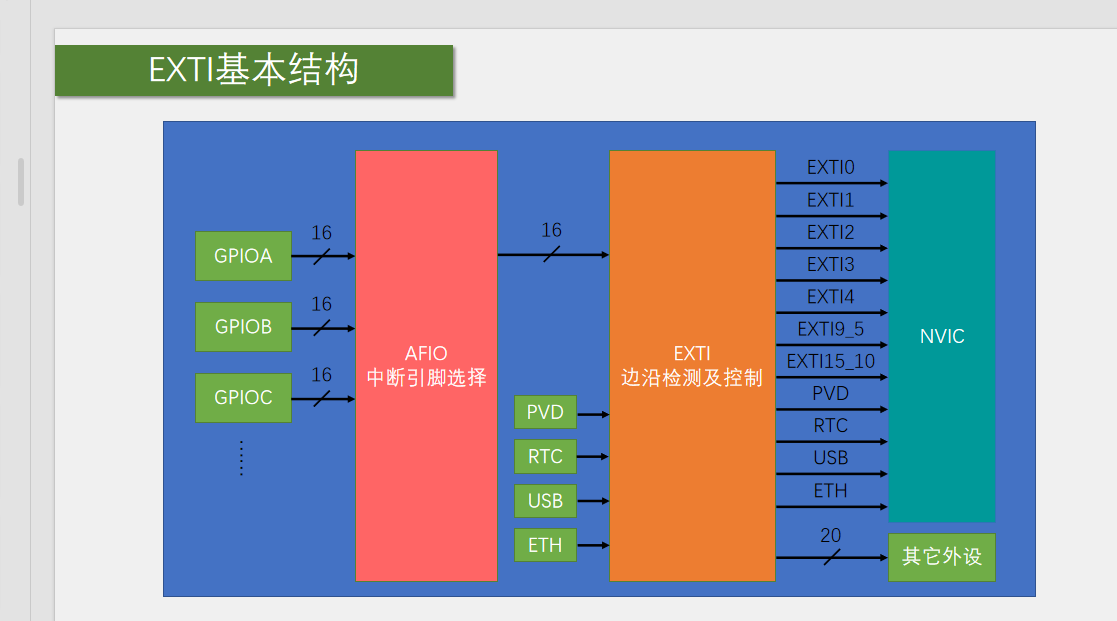 EXTI基本结构
GPIOA
16
GPIOB
16
GPIOC
16
AFIO
中断引脚选择
16
PVD
RTC
USB
ETH
EXTI
边沿检测及控制
EXTI0
EXTI1
EXTI2
EXTI3
EXTI4
EXTI9_5
EXTI15_10
PVD
RTC
USB
ETH
20
NVIC
其它外设